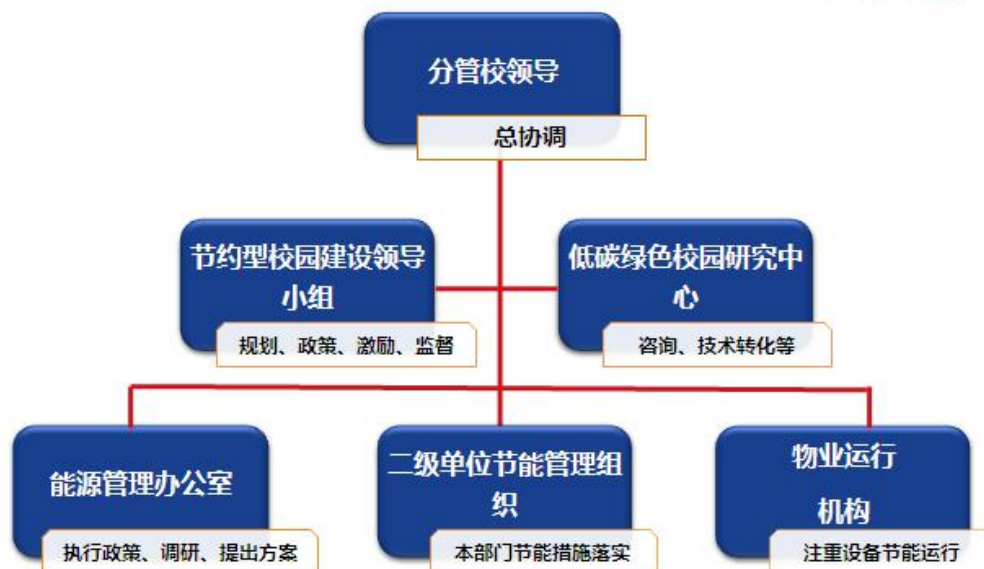 分管校领导
总协调
节约型校园建设领导
小组
规划、政策、激励、监督
低碳绿色校园研究中
心
咨询、技术转化等
能源管理办公室
执行政策、调研、提出方案
二级单位节能管理组
织
本部门节能措施落实
物业运行
机构
注重设备节能运行